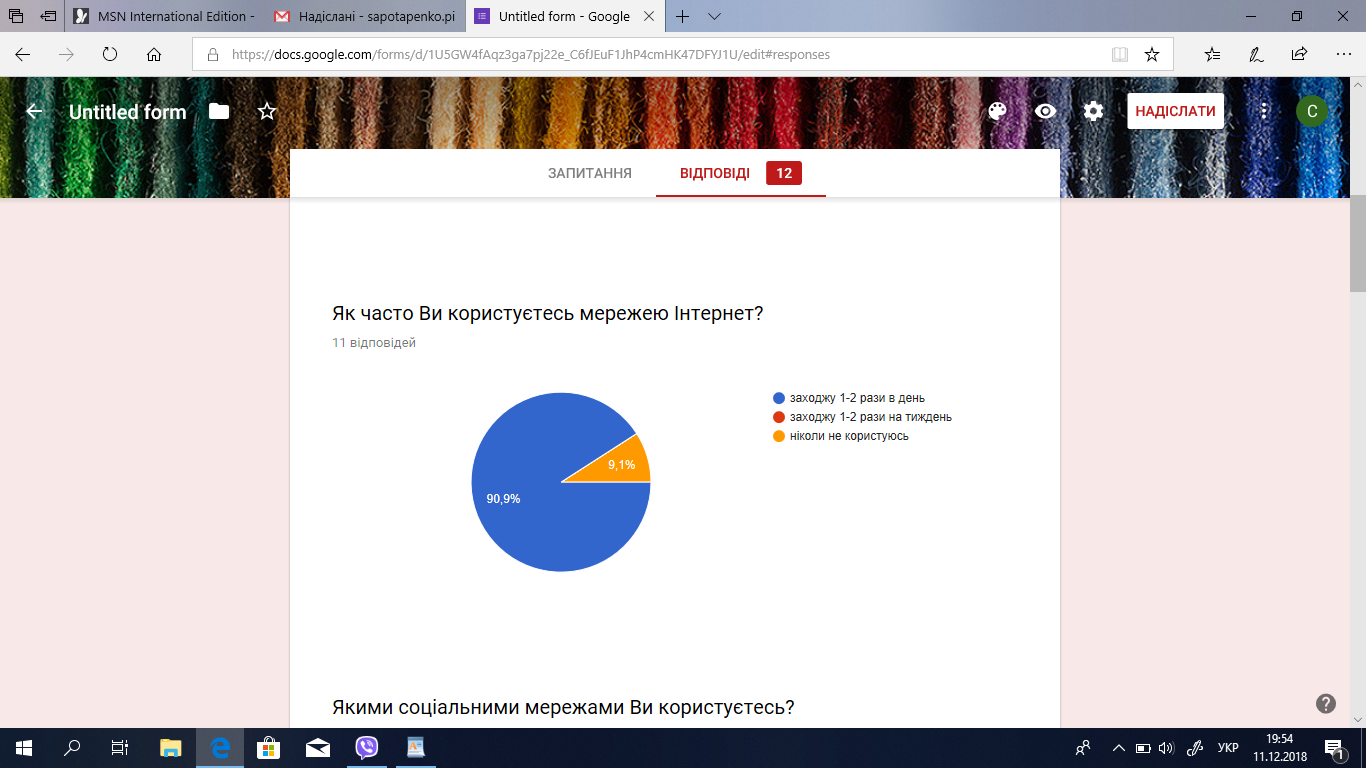 MSN International Edition -
Надіслані - sapotapenko.pi
Untitled form - Google
https://docs.google.com/forms/d/1U5GW4fAqz3ga7pj22e_C6fJEuF1JhP4cmHK47DFYJ1U/edit#responses
Untitled form
НАДІСЛАТИ
С
ЗАПИТАННЯ
ВІДПОВІДІ 12
Як часто Ви користуєтесь мережею Інтернет?
11 відповідей
заходжу 1-2 рази в день
заходжу 1-2 рази на тиждень
ніколи не користуюсь
9,1%
90,9%
Якими соціальними мережами Ви користуєтесь?
УКР
19:54
11.12.2018
1